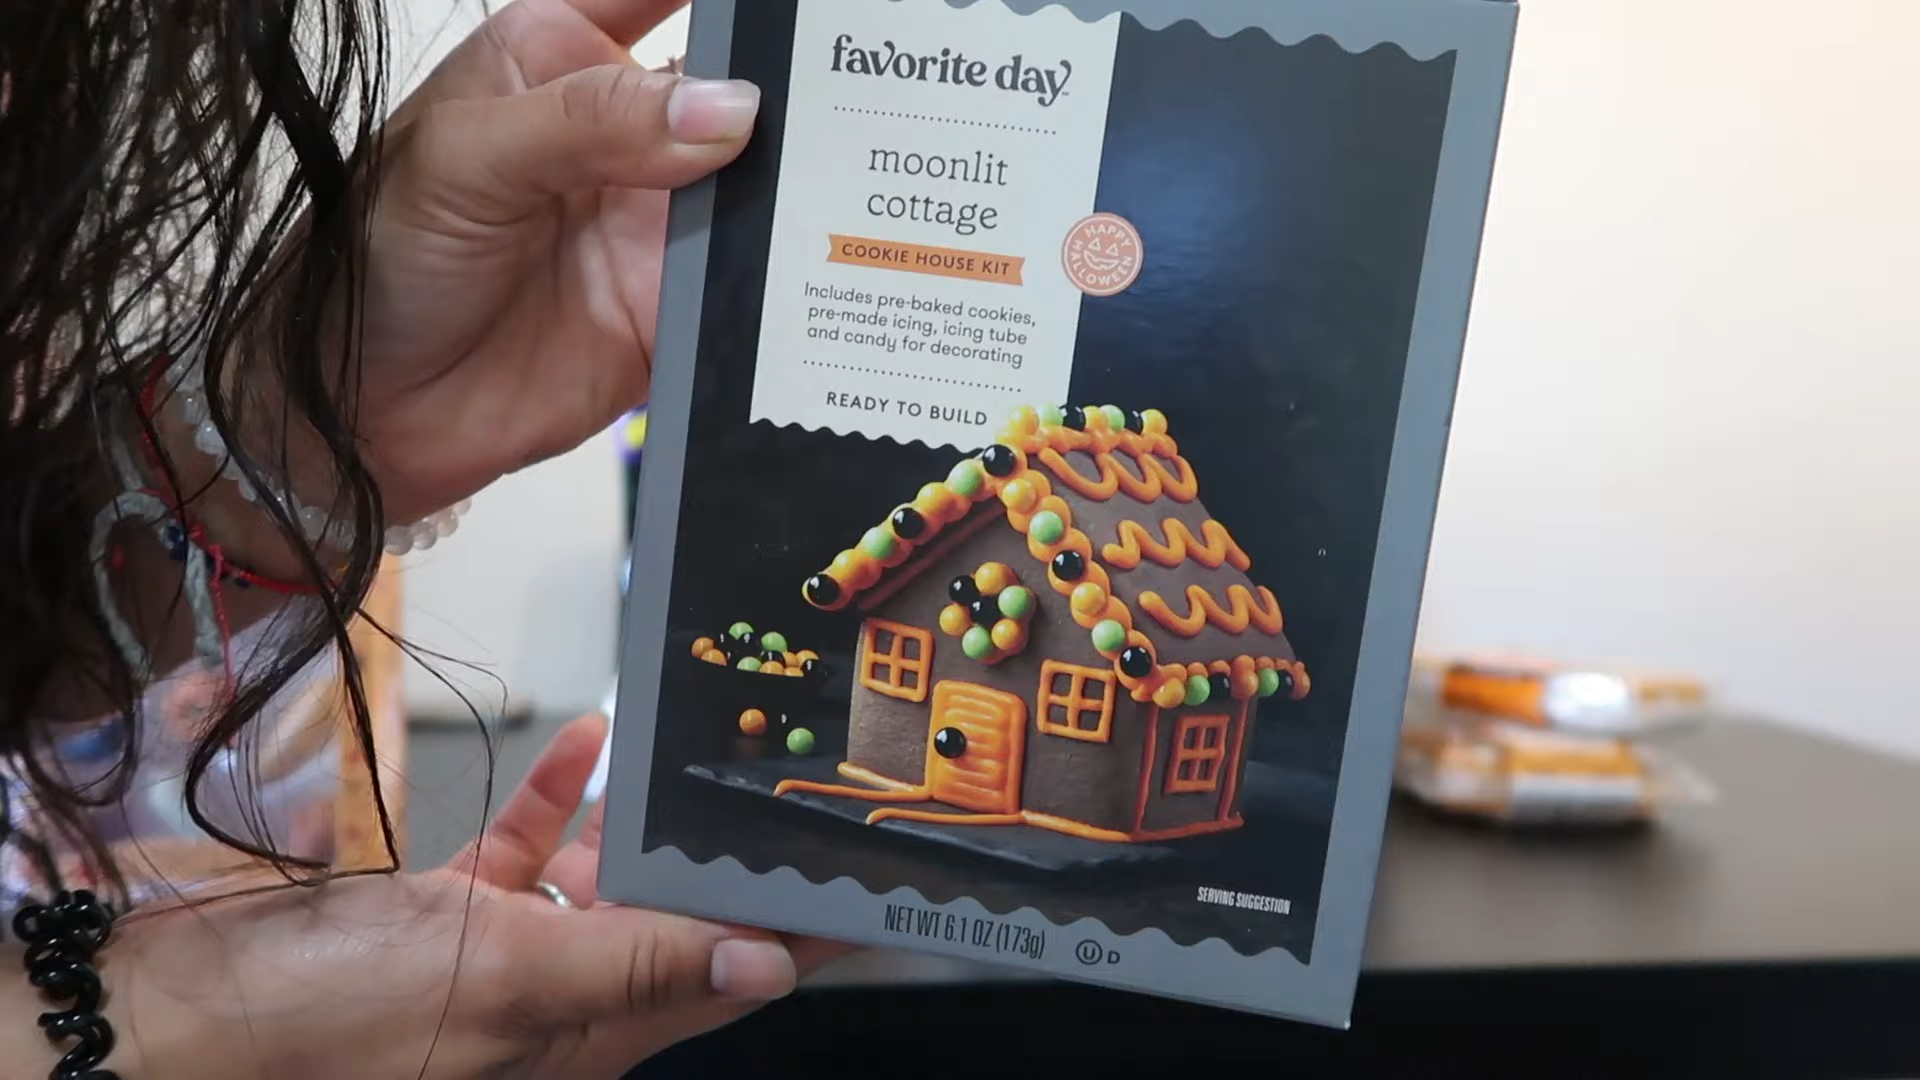 favorite day
moonlit
cottage
COOKIE HOUSE KIT
HAPPY
HALLOWEEN
Includes pre-baked cookies,
pre-made icing, icing tube
and candy for decorating
READY TO BUILD
SERVING SUGGESTION
NET WT 6.1 OZ (173g)
U D